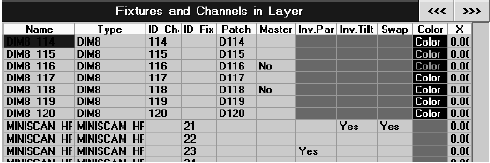 Fixtures and Channels in Layer <<< >>>
Name Type ID_Ch. ID_Fix Patch Master Inv.Par Inv.Tilt Swap Color X
DIM8 114 DIM8 114 D114 Color 0.00
DIM8 115 DIM8 115 D115 Color 0.00
DIM8 116 DIM8 116 D116 No Color 0.00
DIM8 117 DIM8 117 D117 Color 0.00
DIM8 118 DIM8 118 D118 No Color 0.00
DIM8 119 DIM8 119 D119 Color 0.00
DIM8 120 DIM8 120 D120 Color 0.00
MINISCAN HF MINISCAN HF 21 Yes Yes 0.00
MINISCAN HF MINISCAN HF 22 0.00
MINISCAN HF MINISCAN HF 23 Yes 0.00